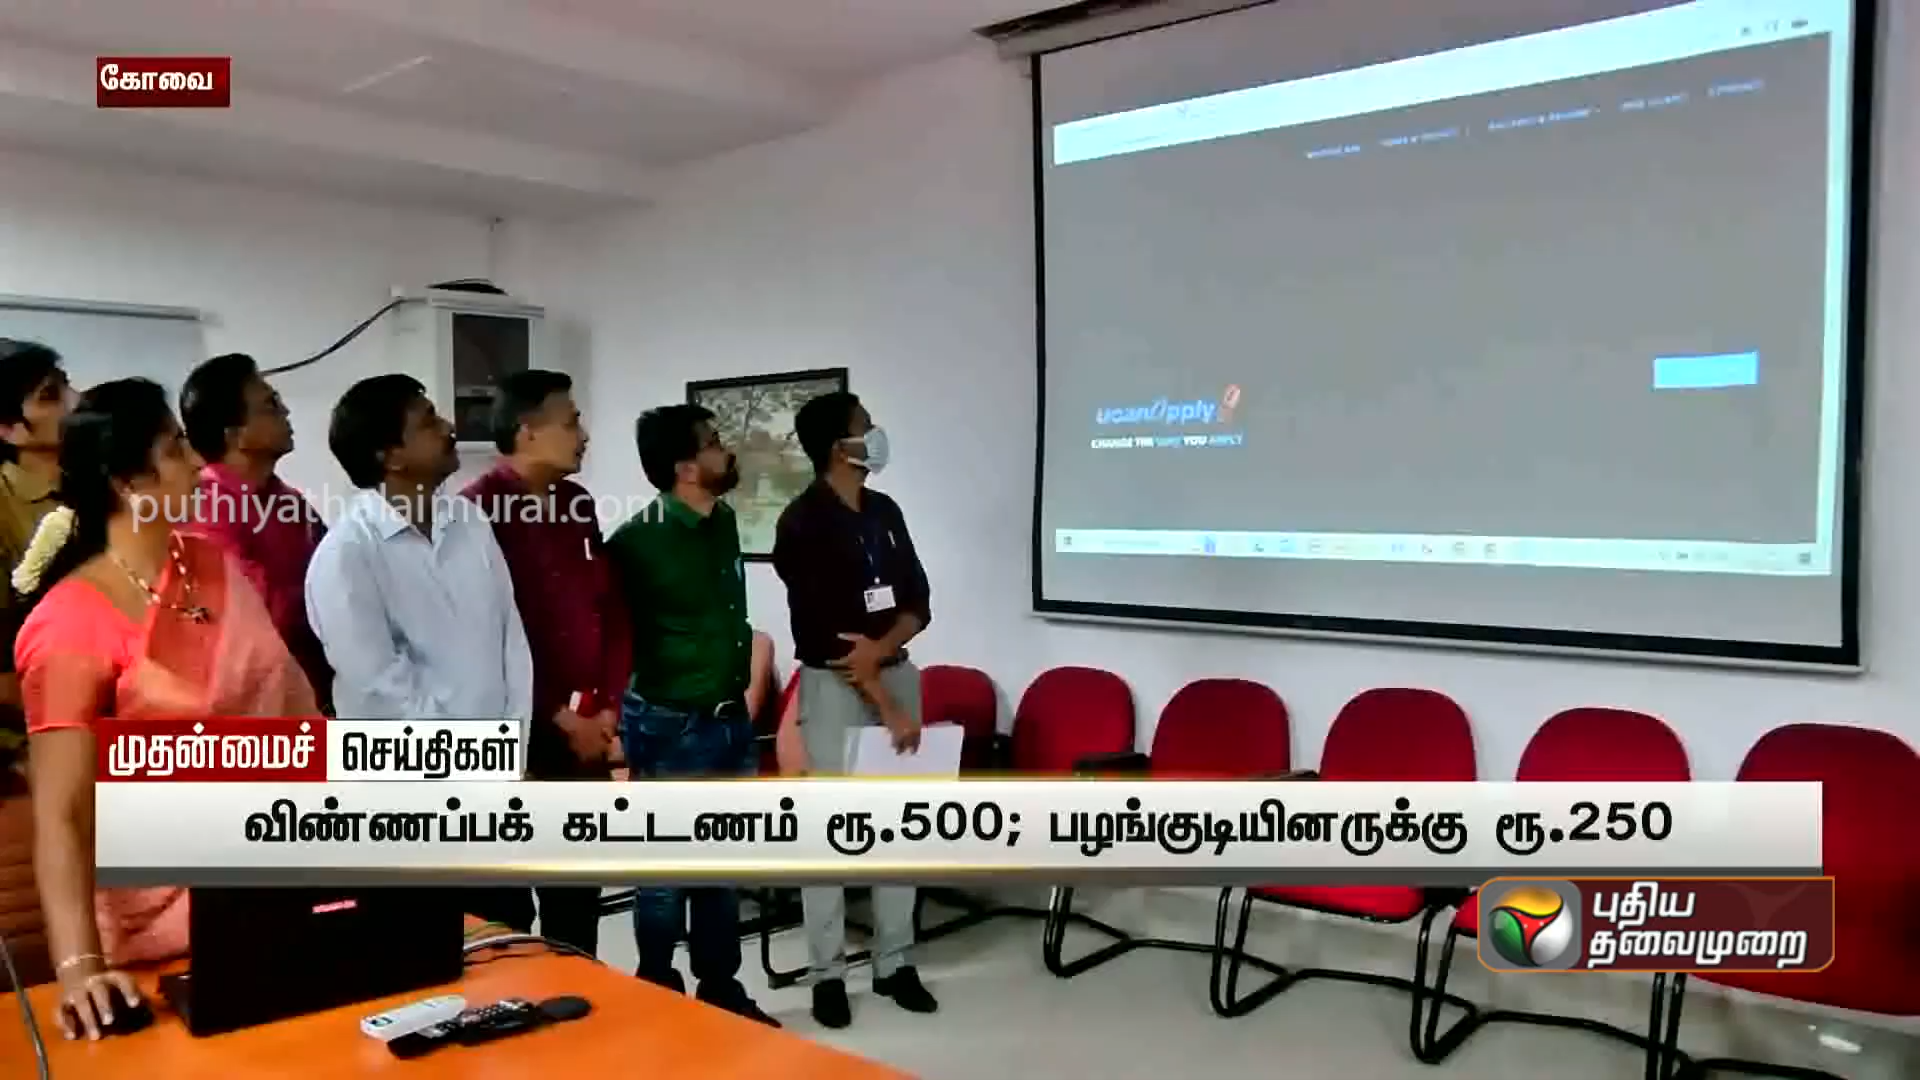 கோவை
ucanApply
CHANGE THE WAY YOU APPLY
puthiyathalaimurai.com
முதன்மைச் செய்திகள்
விண்ணப்பக் கட்டணம் ரூ.500; பழங்குடியினருக்கு ரூ.250
புதிய
தலைமுறை